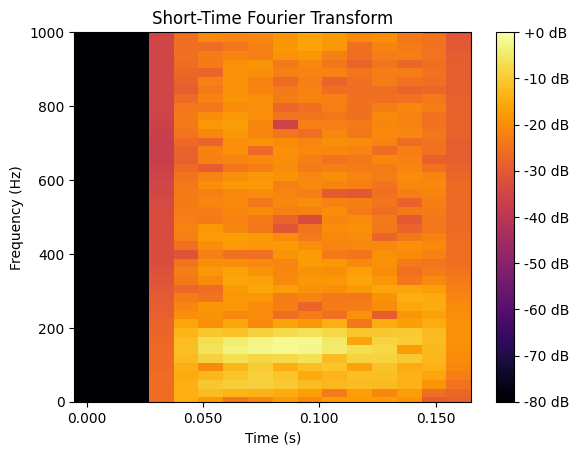 Short-Time Fourier Transform
1000
800
600
400
200
0
Frequency (Hz)
0.000
0.050
0.100
0.150
Time (s)
+0 dB
-10 dB
-20 dB
-30 dB
-40 dB
-50 dB
-60 dB
-70 dB
-80 dB